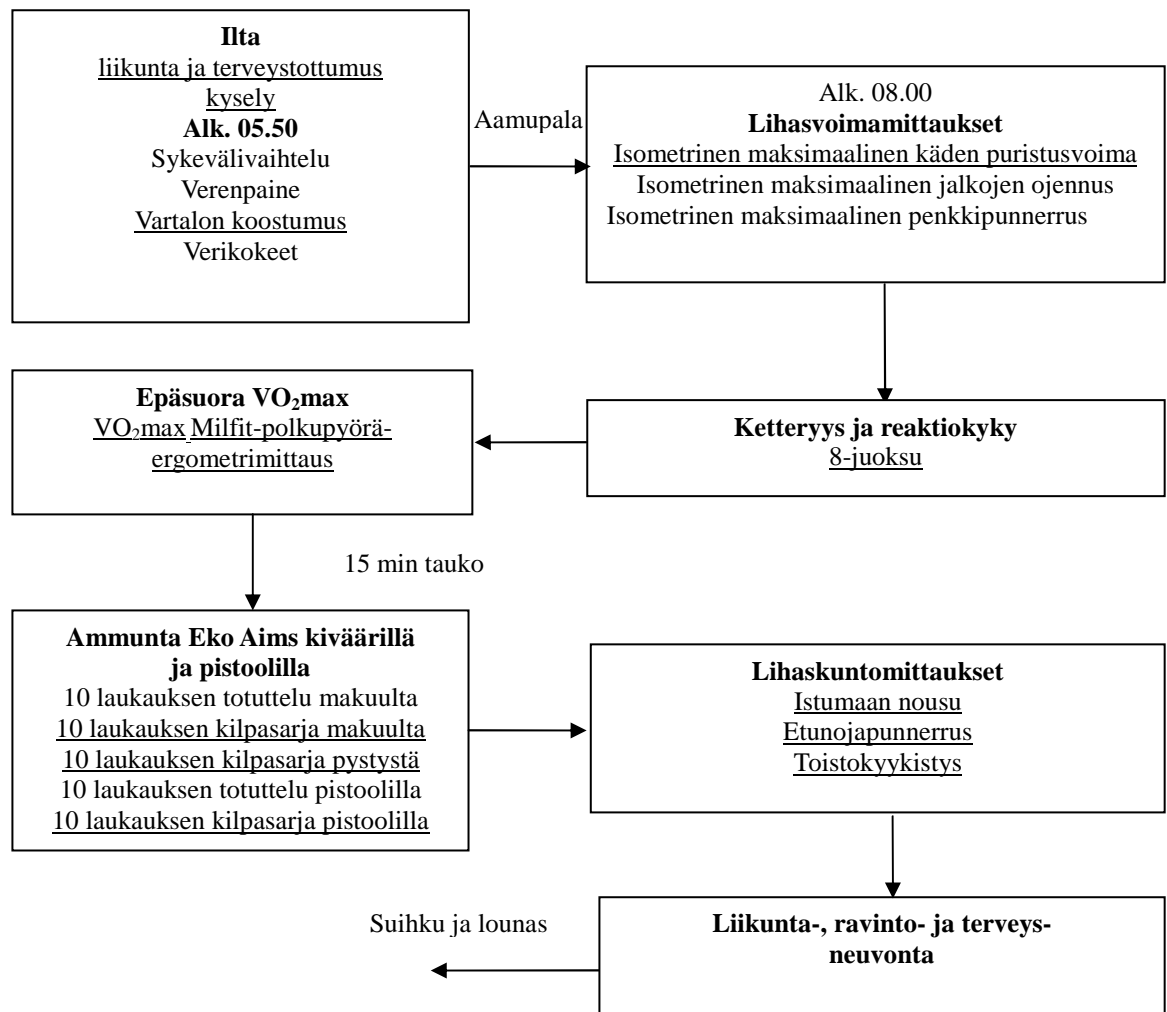 Ilta
liikunta ja terveystottumus
kysely
Alk. 05.50
Sykevälivaihtelu
Verenpaine
Vartalon koostumus
Verikokeet
Aamupala
Alk. 08.00
Lihasvoimamittaukset
Isometrinen maksimaalinen käden puristusvoima
Isometrinen maksimaalinen jalkojen ojennus
Isometrinen maksimaalinen penkkipunnerrus
Ketteryys ja reaktiokyky
8-juoksu
Epäsuora VO₂max
VO₂max Milfit-polkupyörä-
ergometrimittaus
15 min tauko
Ammunta Eko Aims kiväärillä
ja pistoolilla
10 laukauksen totuttelu makuulta
10 laukauksen kilpasarja makuulta
10 laukauksen kilpasarja pystystä
10 laukauksen totuttelu pistoolilla
10 laukauksen kilpasarja pistoolilla
Lihaskuntomittaukset
Istumaan nousu
Etunojapunnerrus
Toistokyykistys
Liikunta-, ravinto- ja terveys-
neuvonta
Suihku ja lounas